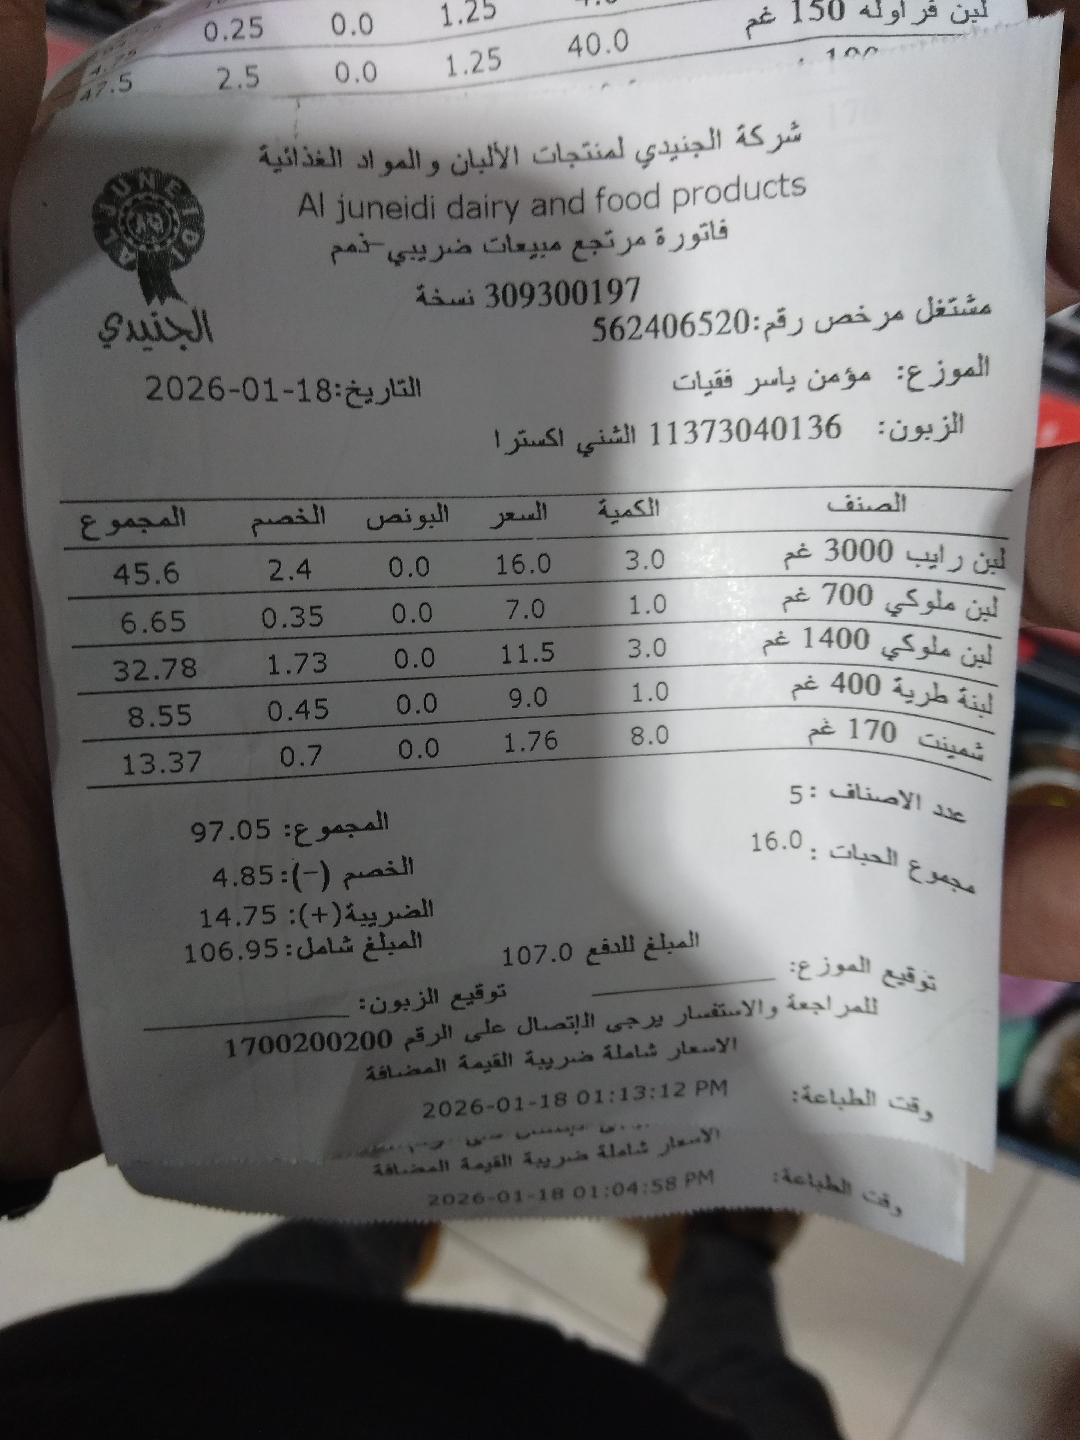 لبن فراوله 150 غم 1.25 0.0 0.25
40.0 1.25 0.0 2.5 47.5
شركة الجنيدي لمنتجات الألبان والمواد الغذائية
Al juneidi dairy and food products
AL JUNEIDI
الجنيدي
فاتورة مرتجع مبيعات ضريبي-ذمم
309300197 نسخة
مشتغل مرخص رقم:562406520
الموزع: مؤمن ياسر فقيات
التاريخ:2026-01-18
الزبون: 11373040136 الشني اكسترا
الصنف الكمية السعر البونص الخصم المجموع
لبن رايب 3000 غم 3.0 16.0 0.0 2.4 45.6
لبن ملوكي 700 غم 1.0 7.0 0.0 0.35 6.65
لبن ملوكي 1400 غم 3.0 11.5 0.0 1.73 32.78
لبنة طرية 400 غم 1.0 9.0 0.0 0.45 8.55
شمينت 170 غم 8.0 1.76 0.0 0.7 13.37
عدد الاصناف :5
المجموع: 97.05
مجموع الحبات : 16.0
الخصم (-):4.85
الضريبة(+): 14.75
المبلغ شامل:106.95
المبلغ للدفع 107.0
توقيع الموزع:
توقيع الزبون:
للمراجعة والاستفسار يرجى الإتصال على الرقم 1700200200
الاسعار شاملة ضريبة القيمة المضافة
وقت الطباعة: 2026-01-18 01:13:12 PM
الاسعار شاملة ضريبة القيمة المضافة
وقت الطباعة: 2026-01-18 01:04:58 PM